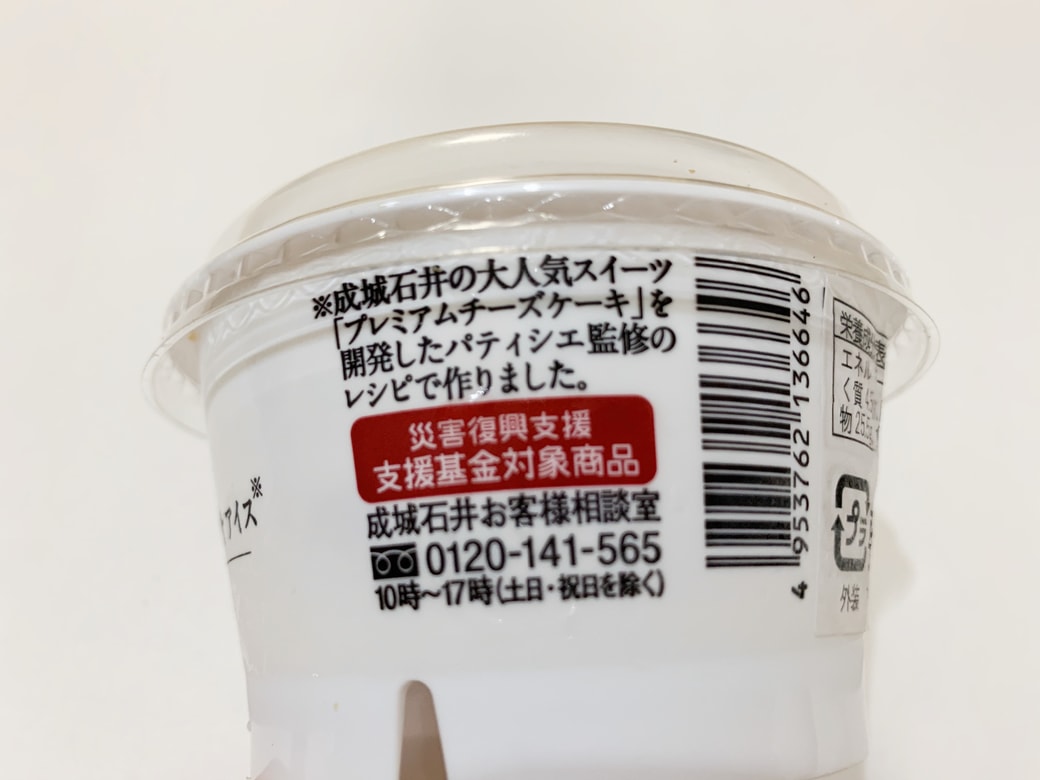 ※成城石井の大人気スイーツ
「プレミアムチーズケーキ」を
開発したパティシエ監修の
レシピで作りました。
災害復興支援
支援基金対象商品
成城石井お客様相談室
0120-141-565
10時〜17時(土日・祝日を除く)
アイス※
4 953762 136646
栄養成分表
エネル
く質
物 25.5
プラ
外装